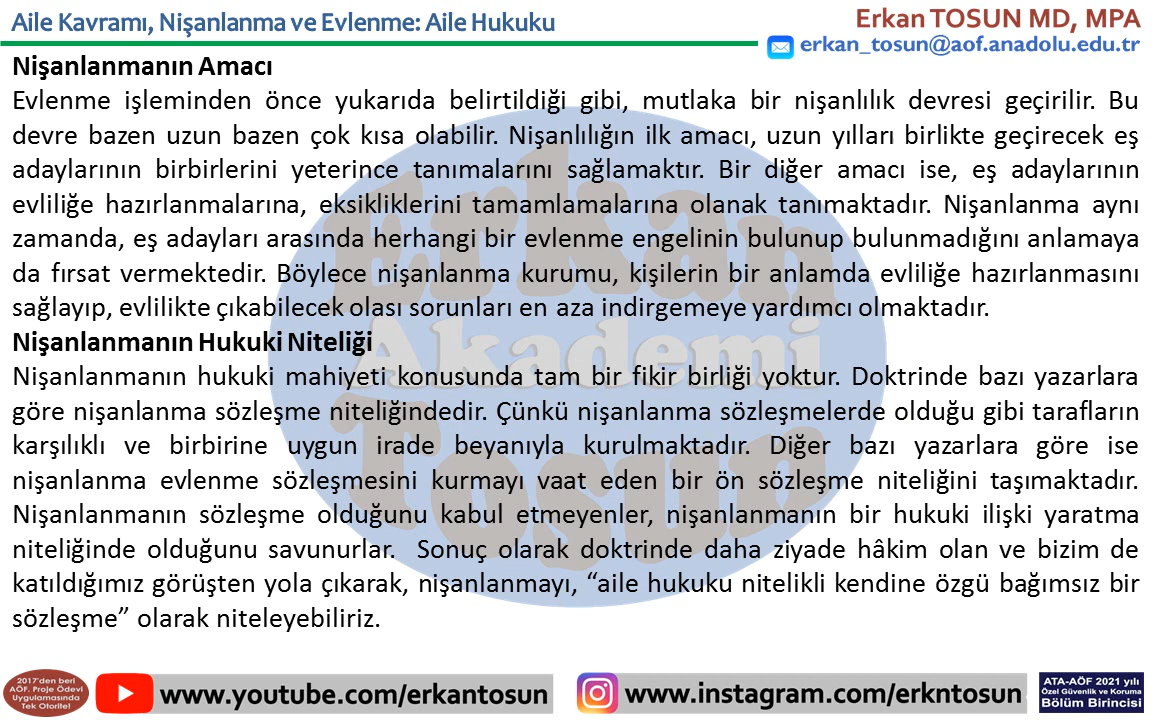 Aile Kavramı, Nişanlanma ve Evlenme: Aile Hukuku
Erkan TOSUN MD, MPA
erkan_tosun@aof.anadolu.edu.tr
Nişanlanmanın Amacı
Evlenme işleminden önce yukarıda belirtildiği gibi, mutlaka bir nişanlılık devresi geçirilir. Bu
devre bazen uzun bazen çok kısa olabilir. Nişanlılığın ilk amacı, uzun yılları birlikte geçirecek eş
adaylarının birbirlerini yeterince tanımalarını sağlamaktır. Bir diğer amacı ise, eş adaylarının
evliliğe hazırlanmalarına, eksikliklerini tamamlamalarına olanak tanımaktadır. Nişanlanma aynı
zamanda, eş adayları arasında herhangi bir evlenme engelinin bulunup bulunmadığını anlamaya
da fırsat vermektedir. Böylece nişanlanma kurumu, kişilerin bir anlamda evliliğe hazırlanmasını
sağlayıp, evlilikte çıkabilecek olası sorunları en aza indirgemeye yardımcı olmaktadır.
Nişanlanmanın Hukuki Niteliği
Nişanlanmanın hukuki mahiyeti konusunda tam bir fikir birliği yoktur. Doktrinde bazı yazarlara
göre nişanlanma sözleşme niteliğindedir. Çünkü nişanlanma sözleşmelerde olduğu gibi tarafların
karşılıklı ve birbirine uygun irade beyanıyla kurulmaktadır. Diğer bazı yazarlara göre ise
nişanlanma evlenme sözleşmesini kurmayı vaat eden bir ön sözleşme niteliğini taşımaktadır.
Nişanlanmanın sözleşme olduğunu kabul etmeyenler, nişanlanmanın bir hukuki ilişki yaratma
niteliğinde olduğunu savunurlar. Sonuç olarak doktrinde daha ziyade hâkim olan ve bizim de
katıldığımız görüşten yola çıkarak, nişanlanmayı, “aile hukuku nitelikli kendine özgü bağımsız bir
sözleşme” olarak niteleyebiliriz.
Erkan
Akademi
Tosun
2017'den beri
AÖF. Proje Ödevi
Uygulamasında
Tek Otorite!
www.youtube.com/erkantosun
www.instagram.com/erkntosun
ATA-AÖF 2021 yılı
Özel Güvenlik ve Koruma
Bölüm Birincisi